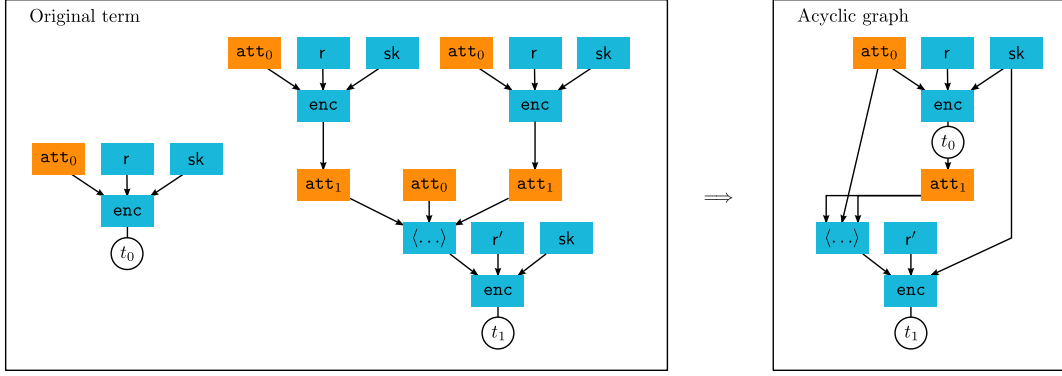 Original term
Acyclic graph
att₀ r sk att₀ r sk
att₀ r sk
enc enc
enc
att₀ r sk
t₀
enc
att₁ att₀ att₁
att₁
t₀
⟨...⟩ r′ sk
⟨...⟩ r′
⟹
enc
enc
t₁
t₁